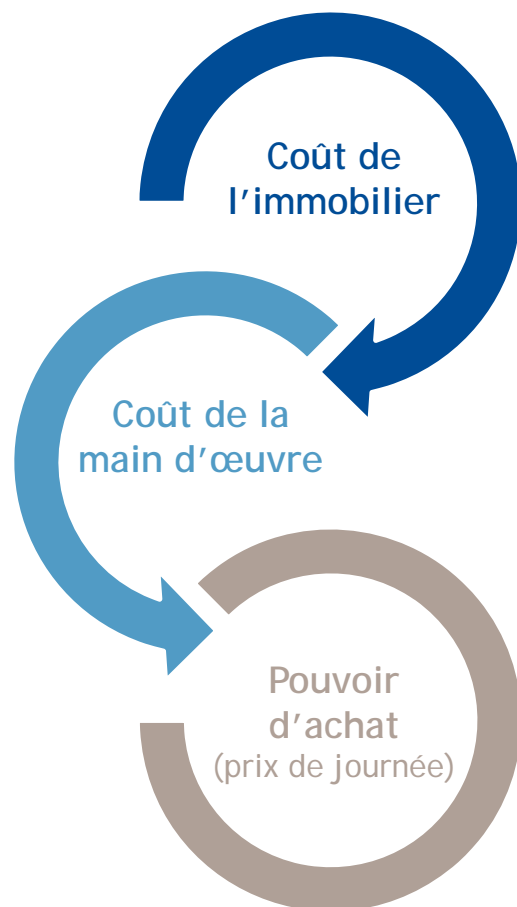 Coût de
l'immobilier
Coût de la
main d'œuvre
Pouvoir
d'achat
(prix de journée)